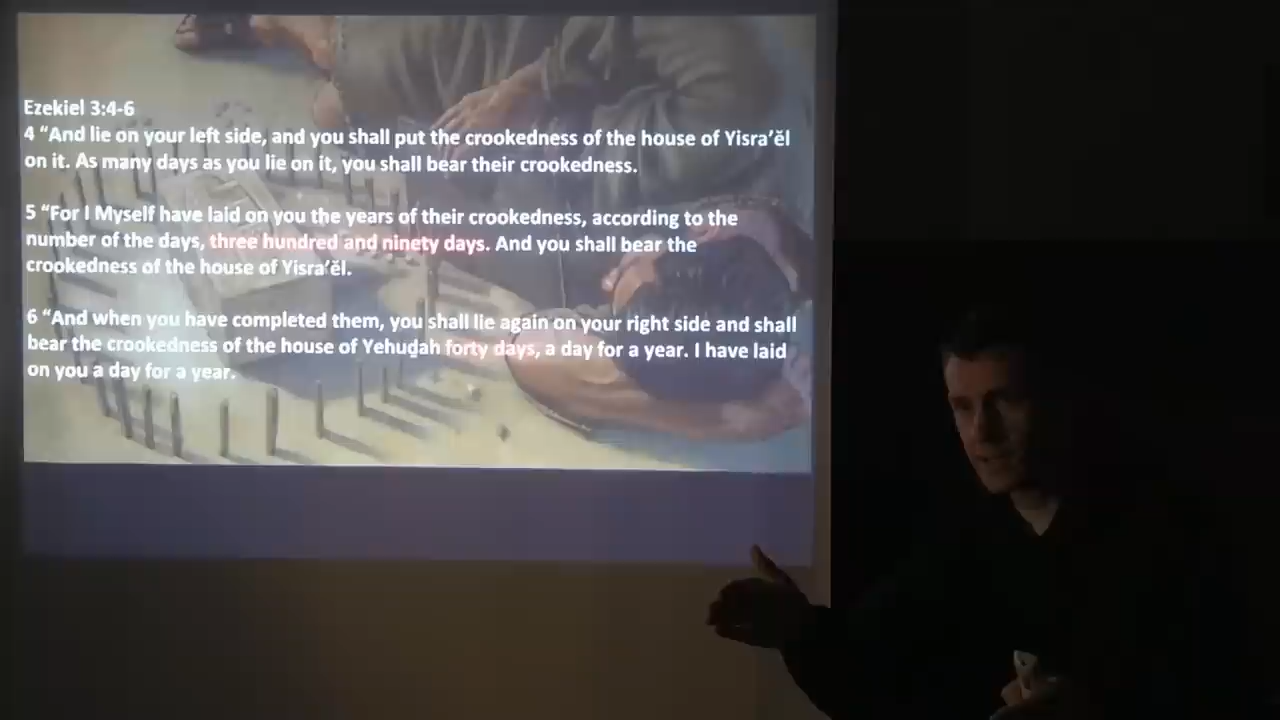 Ezekiel 3:4-6
4 “And lie on your left side, and you shall put the crookedness of the house of Yisra’ĕl
on it. As many days as you lie on it, you shall bear their crookedness.
5 “For I Myself have laid on you the years of their crookedness, according to the
number of the days, three hundred and ninety days. And you shall bear the
crookedness of the house of Yisra’ĕl.
6 “And when you have completed them, you shall lie again on your right side and shall
bear the crookedness of the house of Yehuḏah forty days, a day for a year. I have laid
on you a day for a year.